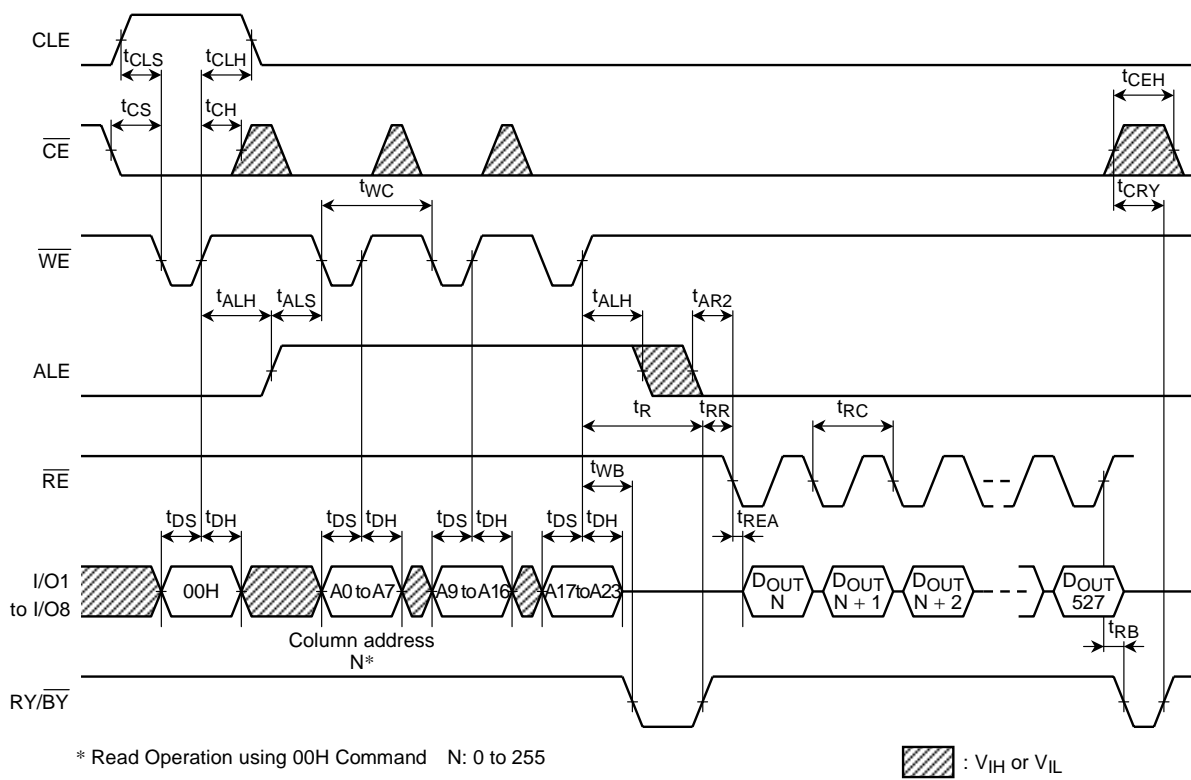 CLE
tCLS
tCLH
tCEH
tCS
tCH
CE
tWC
tCRY
WE
tALH
tALS
tALH
tAR2
ALE
tR
tRR
tRC
RE
tWB
tDS
tDH
tDS
tDH
tDS
tDH
tDS
tDH
tREA
I/O1
to I/O8
00H
A0 to A7
A9 to A16
A17 to A23
DOUT
N
DOUT
N + 1
DOUT
N + 2
DOUT
527
Column address
N*
tRB
RY/BY
* Read Operation using 00H Command N: 0 to 255
: VIH or VIL